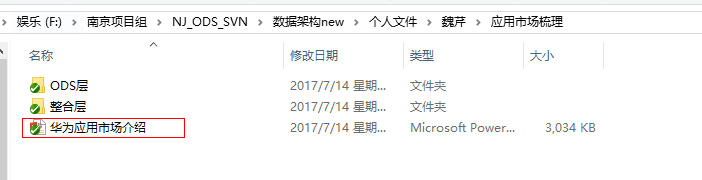 娱乐 (F:) > 南京项目组 > NJ_ODS_SVN > 数据架构new > 个人文件 > 魏芹 > 应用市场梳理
名称 修改日期 类型 大小
ODS层 2017/7/14 星期... 文件夹
整合层 2017/7/14 星期... 文件夹
华为应用市场介绍 2017/7/14 星期... Microsoft Power... 3,034 KB